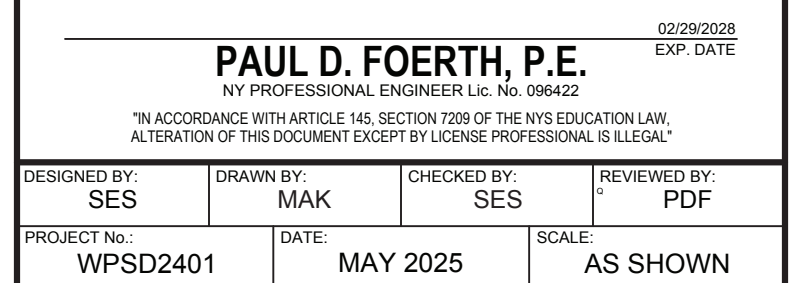 02/29/2028
EXP. DATE
PAUL D. FOERTH, P.E.
NY PROFESSIONAL ENGINEER Lic. No. 096422
"IN ACCORDANCE WITH ARTICLE 145, SECTION 7209 OF THE NYS EDUCATION LAW,
ALTERATION OF THIS DOCUMENT EXCEPT BY LICENSE PROFESSIONAL IS ILLEGAL"
DESIGNED BY: DRAWN BY: CHECKED BY: REVIEWED BY:
SES MAK SES Q PDF
PROJECT No.: DATE: SCALE:
WPSD2401 MAY 2025 AS SHOWN